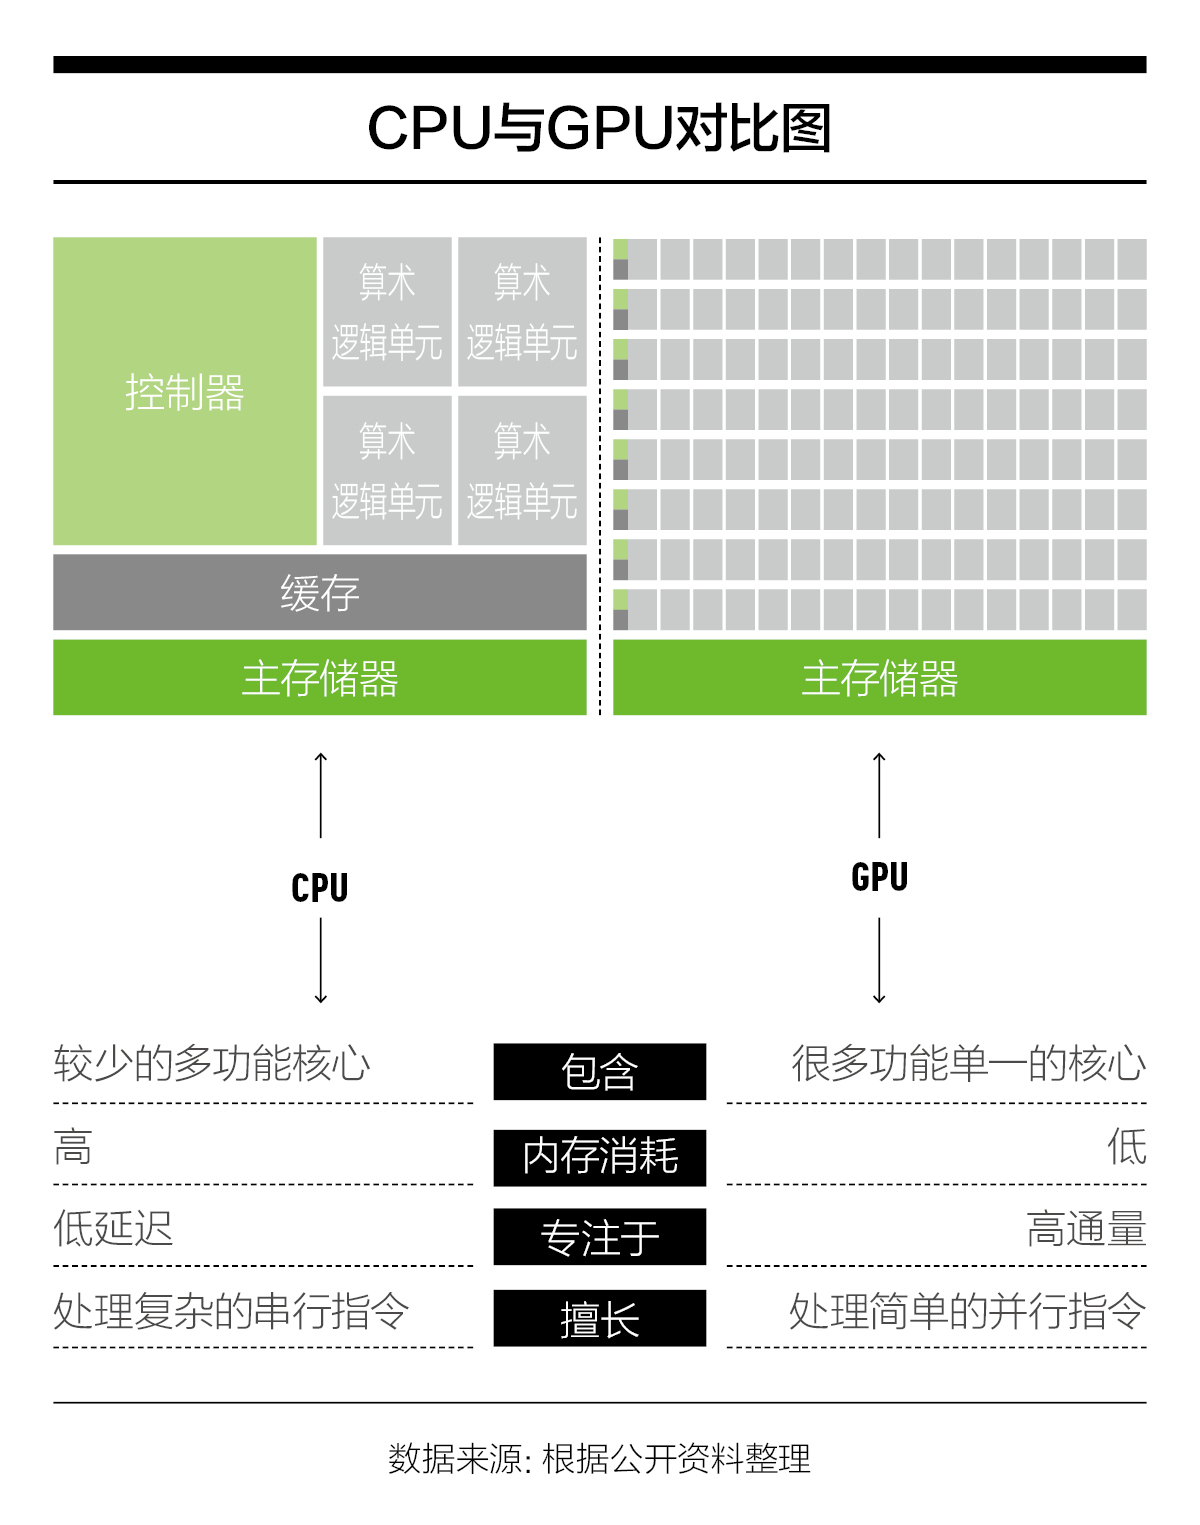 CPU与GPU对比图
控制器
算术
逻辑单元
算术
逻辑单元
算术
逻辑单元
算术
逻辑单元
缓存
主存储器
主存储器
CPU
GPU
较少的多功能核心
包含
很多功能单一的核心
高
内存消耗
低
低延迟
专注于
高通量
处理复杂的串行指令
擅长
处理简单的并行指令
数据来源：根据公开资料整理